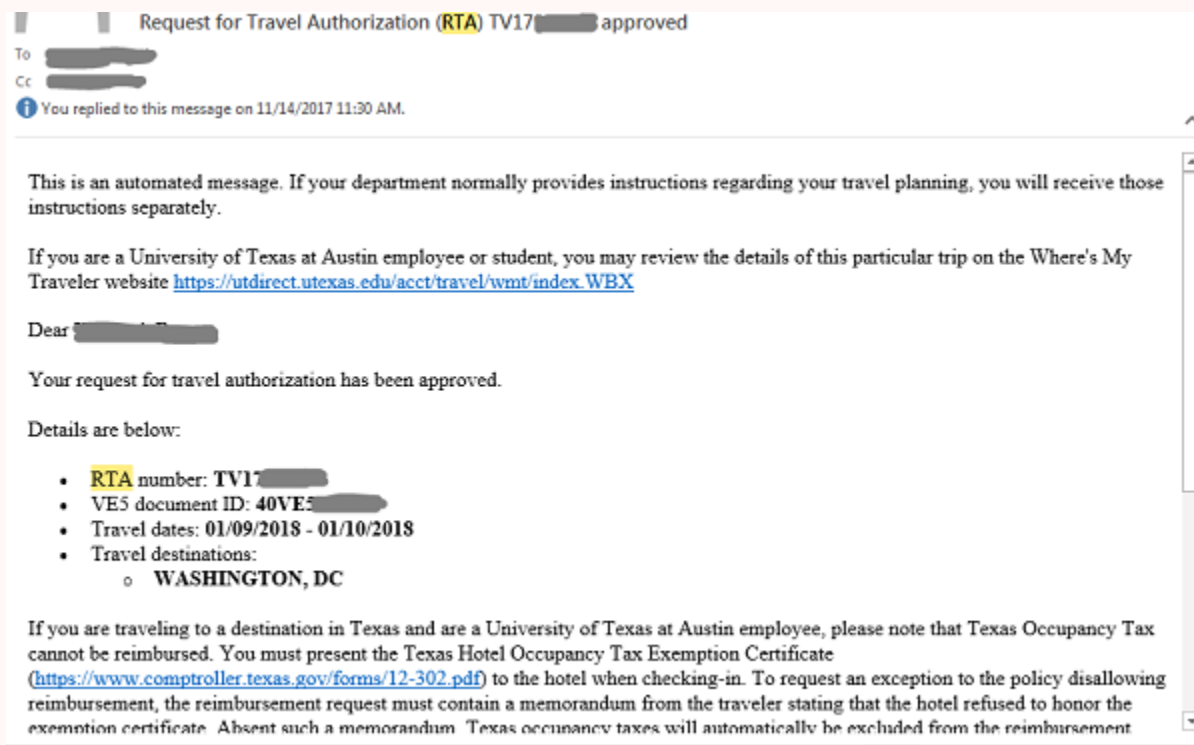 Request for Travel Authorization (RTA) TV17 approved
To
Cc
You replied to this message on 11/14/2017 11:30 AM.
This is an automated message. If your department normally provides instructions regarding your travel planning, you will receive those
instructions separately.
If you are a University of Texas at Austin employee or student, you may review the details of this particular trip on the Where's My
Traveler website https://utdirect.utexas.edu/acct/travel/wmt/index.WBX
Dear
Your request for travel authorization has been approved.
Details are below:
• RTA number: TV17
• VE5 document ID: 40VE5
• Travel dates: 01/09/2018 - 01/10/2018
• Travel destinations:
o WASHINGTON, DC
If you are traveling to a destination in Texas and are a University of Texas at Austin employee, please note that Texas Occupancy Tax
cannot be reimbursed. You must present the Texas Hotel Occupancy Tax Exemption Certificate
(https://www.comptroller.texas.gov/forms/12-302.pdf) to the hotel when checking-in. To request an exception to the policy disallowing
reimbursement, the reimbursement request must contain a memorandum from the traveler stating that the hotel refused to honor the
exemption certificate. Absent such a memorandum, Texas occupancy taxes will automatically be excluded from the reimbursement